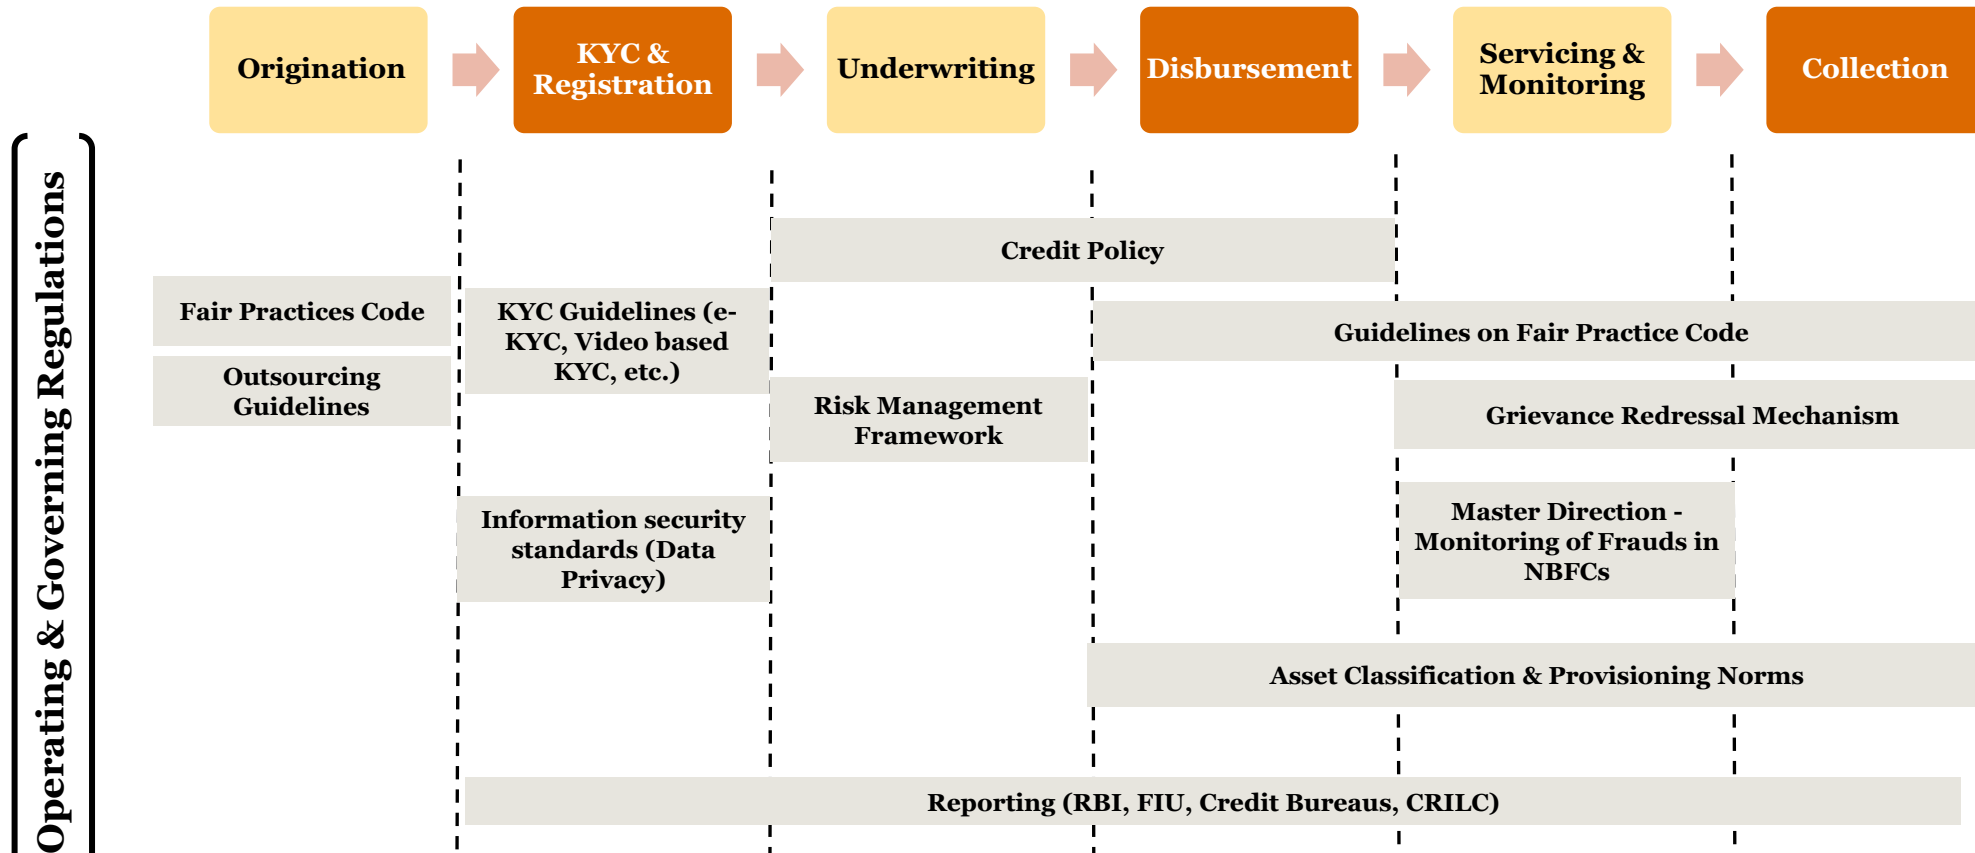 Origination
KYC &
Registration
Underwriting
Disbursement
Servicing &
Monitoring
Collection
Operating & Governing Regulations
Credit Policy
Fair Practices Code
KYC Guidelines (e-
KYC, Video based
KYC, etc.)
Guidelines on Fair Practice Code
Outsourcing
Guidelines
Risk Management
Framework
Grievance Redressal Mechanism
Information security
standards (Data
Privacy)
Master Direction -
Monitoring of Frauds in
NBFCs
Asset Classification & Provisioning Norms
Reporting (RBI, FIU, Credit Bureaus, CRILC)